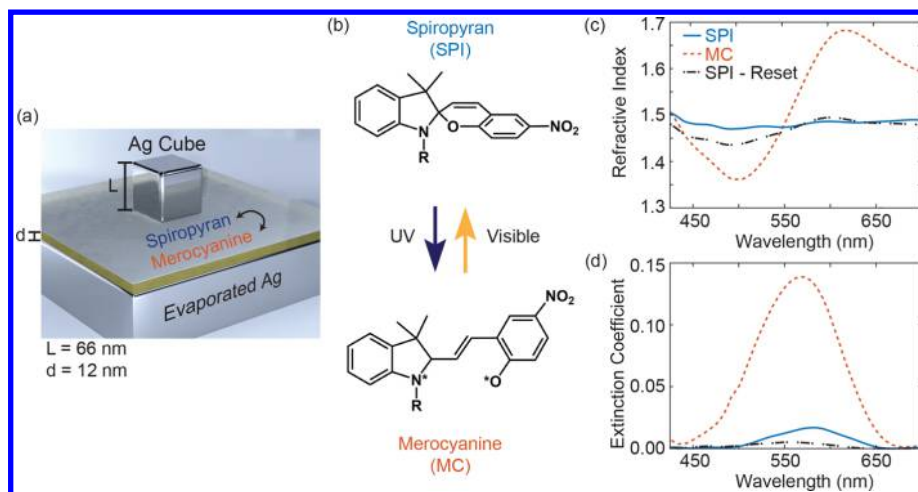 (a)
Ag Cube
L
d
Spiropyran
Merocyanine
Evaporated Ag
L = 66 nm
d = 12 nm
(b)
Spiropyran
(SPI)
N
R
O
NO₂
UV
Visible
NO₂
N*
R
*O
Merocyanine
(MC)
(c)
1.7
1.6
1.5
1.4
1.3
Refractive Index
SPI
MC
SPI - Reset
450
550
650
Wavelength (nm)
(d)
0.15
0.10
0.05
0.00
Extinction Coefficient
450
550
650
Wavelength (nm)